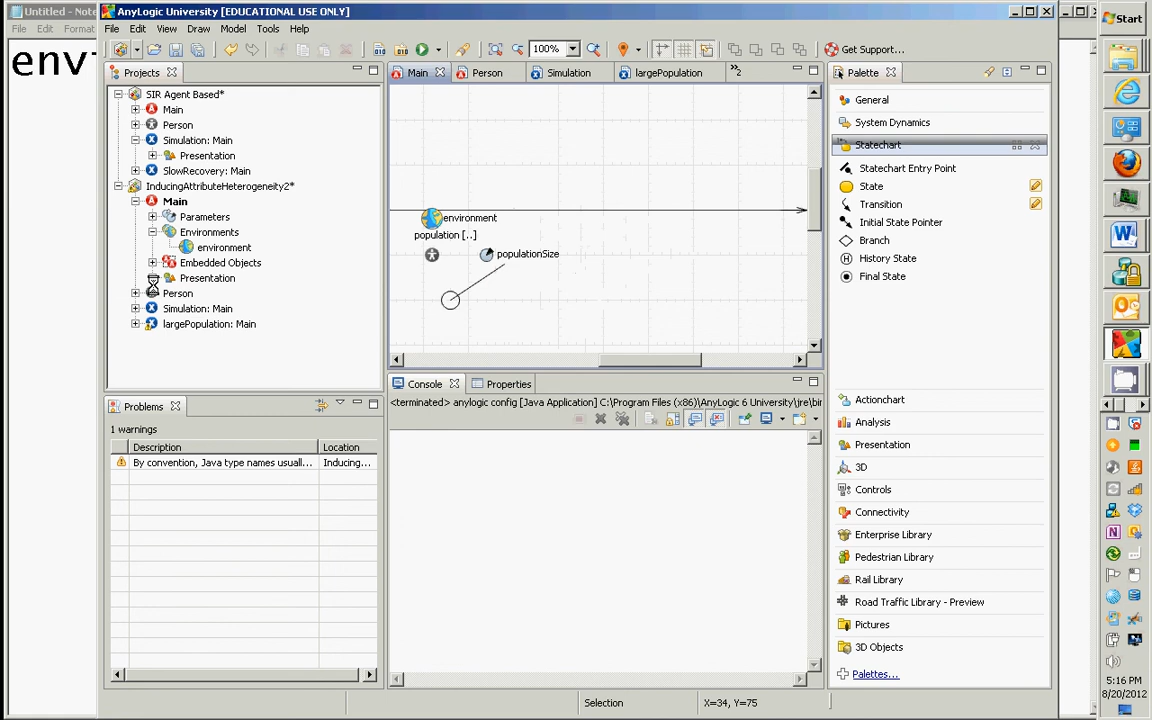 Untitled - Note
File Edit Format
env
AnyLogic University [EDUCATIONAL USE ONLY]
File Edit View Draw Model Tools Help
100%
Get Support...
Projects
SIR Agent Based*
Main
Person
Simulation: Main
Presentation
SlowRecovery: Main
InducingAttributeHeterogeneity2*
Main
Parameters
Environments
environment
Embedded Objects
Presentation
Person
Simulation: Main
largePopulation: Main
Problems
1 warnings
Description Location
By convention, Java type names usuall... Inducing...
Main Person Simulation largePopulation »2
environment
population [..]
populationSize
Console Properties
<terminated> anylogic config [Java Application] C:\Program Files (x86)\AnyLogic 6 University\jre\bin
Palette
General
System Dynamics
Statechart
Statechart Entry Point
State
Transition
Initial State Pointer
Branch
History State
Final State
Actionchart
Analysis
Presentation
3D
Controls
Connectivity
Enterprise Library
Pedestrian Library
Rail Library
Road Traffic Library - Preview
Pictures
3D Objects
Palettes...
Selection X=34, Y=75
Start
5:16 PM
8/20/2012